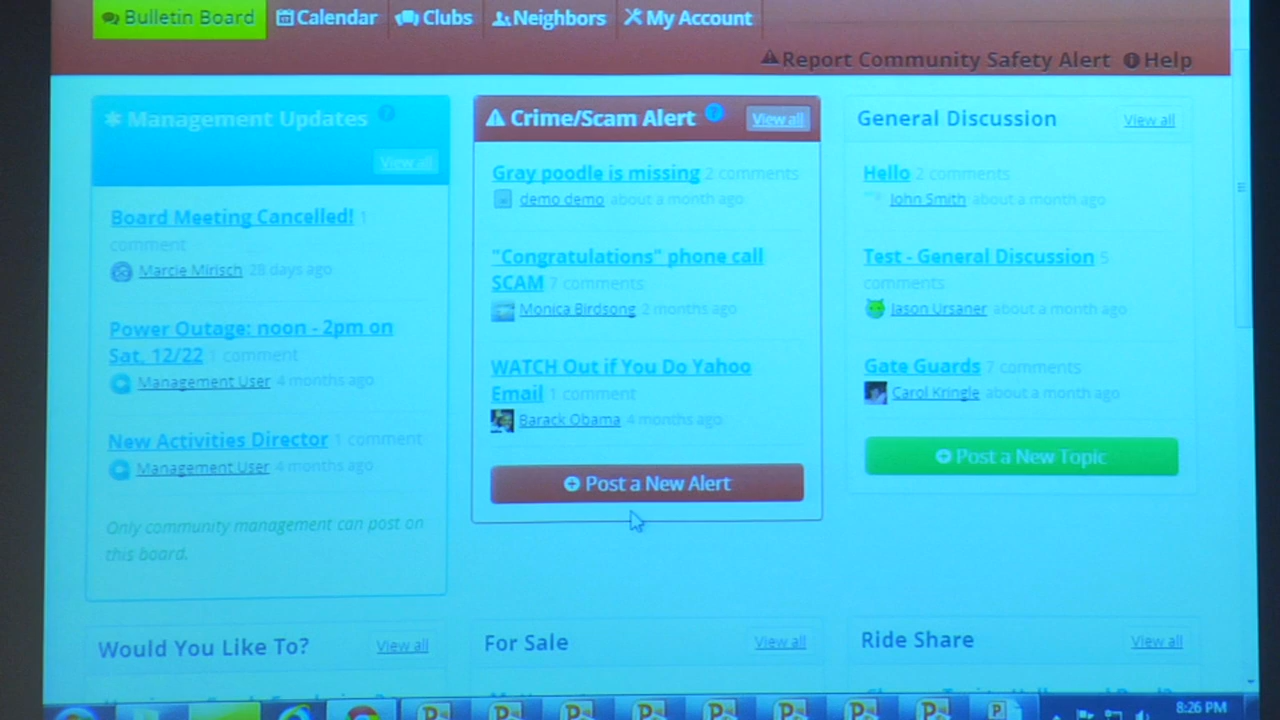 Bulletin Board Calendar Clubs Neighbors My Account
Report Community Safety Alert Help
Management Updates ?
View all
Board Meeting Cancelled! 1
comment
Marcie Mirisch 28 days ago
Power Outage: noon - 2pm on
Sat, 12/22 1 comment
Management User 4 months ago
New Activities Director 1 comment
Management User 4 months ago
Only community management can post on
this board.
Crime/Scam Alert ? View all
Gray poodle is missing 2 comments
demo demo about a month ago
"Congratulations" phone call
SCAM 7 comments
Monica Birdsong 2 months ago
WATCH Out if You Do Yahoo
Email 1 comment
Barack Obama 4 months ago
Post a New Alert
General Discussion View all
Hello 2 comments
John Smith about a month ago
Test - General Discussion 5
comments
Jason Ursaner about a month ago
Gate Guards 7 comments
Carol Kringle about a month ago
Post a New Topic
Would You Like To? View all
For Sale View all
Ride Share View all
8:26 PM